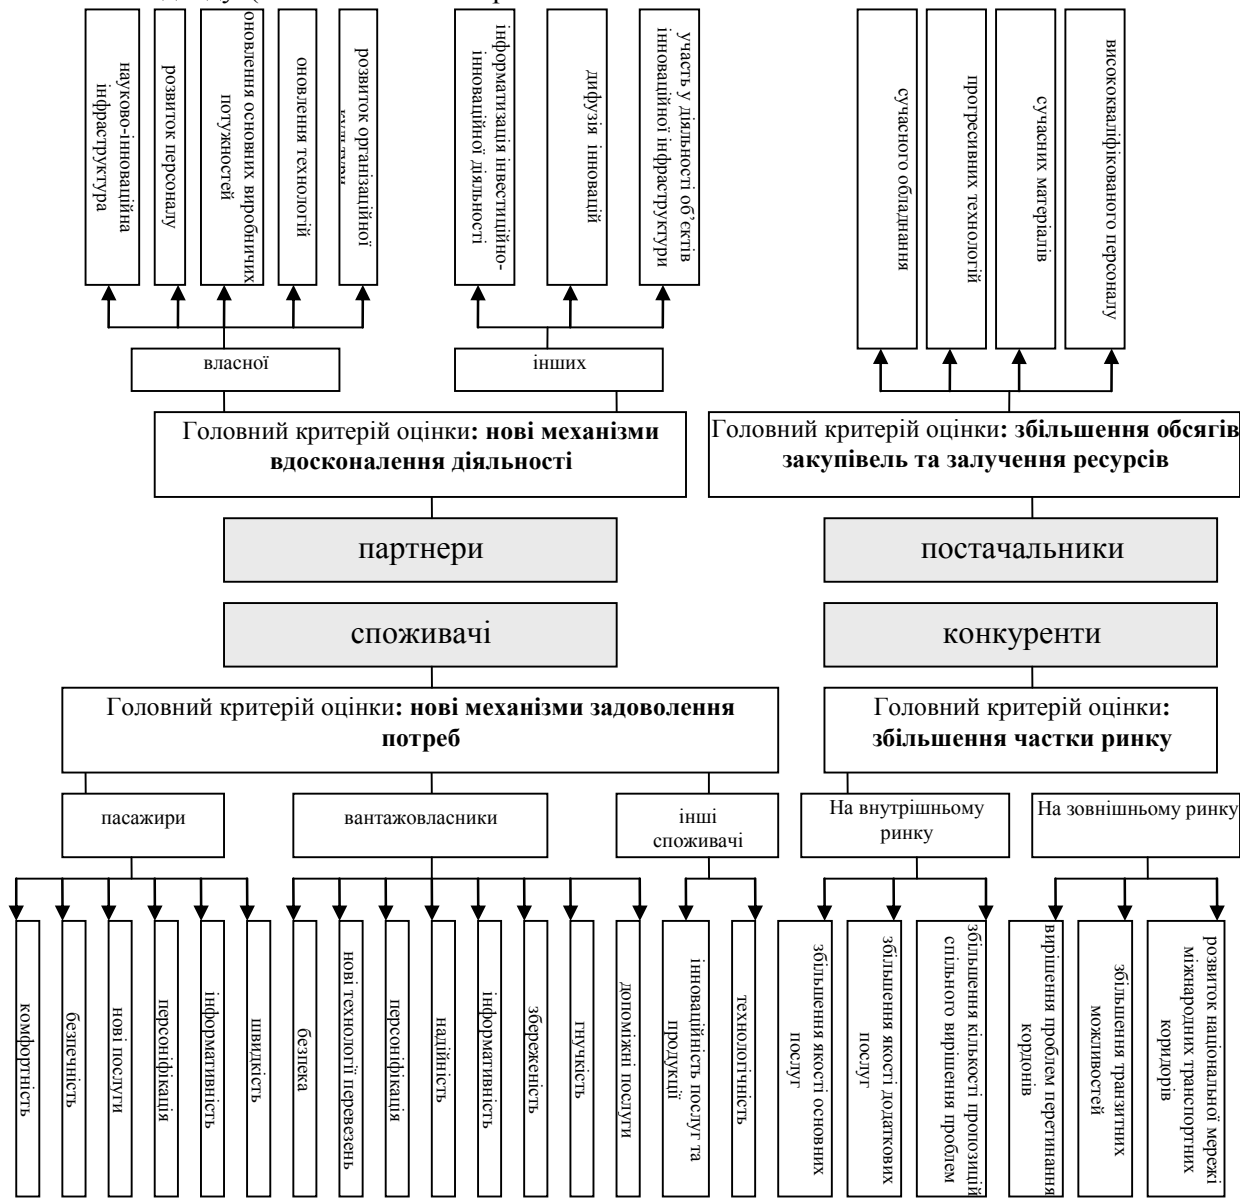 науково-інноваційна
інфраструктура
розвиток персоналу
оновлення основних виробничих
потужностей
оновлення технологій
розвиток організаційної
культури
інформатизація інвестиційно-
інноваційної діяльності
дифузія інновацій
участь у діяльності об’єктів
інноваційної інфраструктури
сучасного обладнання
прогресивних технологій
сучасних матеріалів
висококваліфікованого персоналу
власної
інших
Головний критерій оцінки: нові механізми
вдосконалення діяльності
Головний критерій оцінки: збільшення обсягів
закупівель та залучення ресурсів
партнери
постачальники
споживачі
конкуренти
Головний критерій оцінки: нові механізми задоволення
потреб
Головний критерій оцінки:
збільшення частки ринку
пасажири
вантажовласники
інші
споживачі
На внутрішньому
ринку
На зовнішньому ринку
комфортність
безпечність
нові послуги
персоніфікація
інформативність
швидкість
безпека
нові технології перевезень
персоніфікація
надійність
інформативність
збереженість
гнучкість
допоміжні послуги
інноваційність послуг та
продукції
технологічність
збільшення якості основних
послуг
збільшення якості додаткових
послуг
збільшення кількості пропозицій
спільного вирішення проблем
вирішення проблем перетинання
кордонів
збільшення транзитних
можливостей
розвиток національної мережі
міжнародних транспортних
коридорів